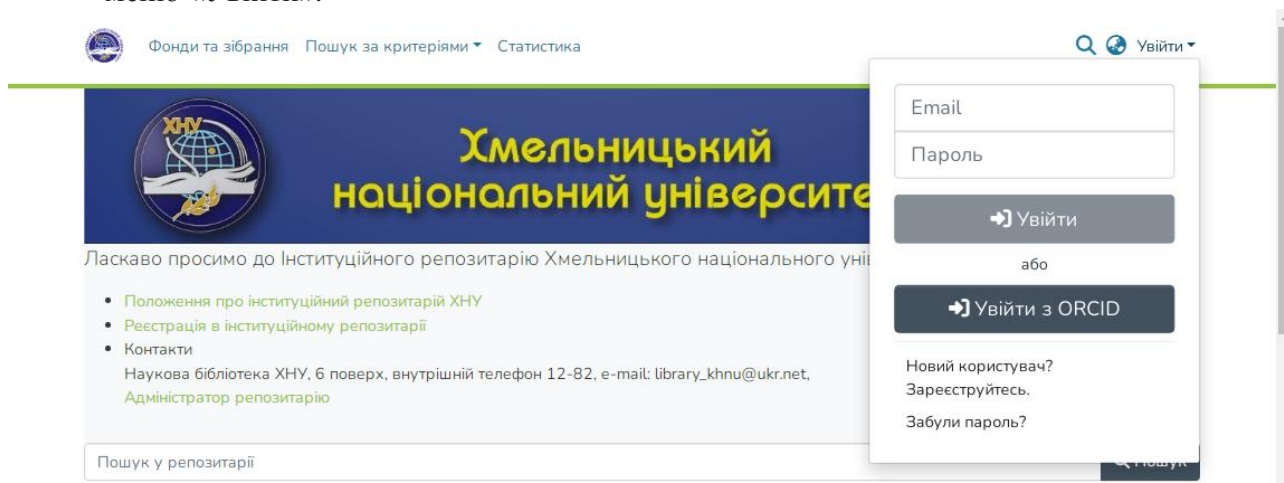 Фонди та зібрання Пошук за критеріями Статистика Увійти
ХНУ
Хмельницький
національний університе
Ласкаво просимо до Інституційного репозитарію Хмельницького національного уні
Положення про інституційний репозитарій ХНУ
Реєстрація в інституційному репозитарії
Контакти
Наукова бібліотека ХНУ, 6 поверх, внутрішній телефон 12-82, e-mail: library_khnu@ukr.net,
Адміністратор репозитарію
Пошук у репозитарії
Email
Пароль
Увійти
або
Увійти з ORCID
Новий користувач?
Зареєструйтесь.
Забули пароль?
Пошук